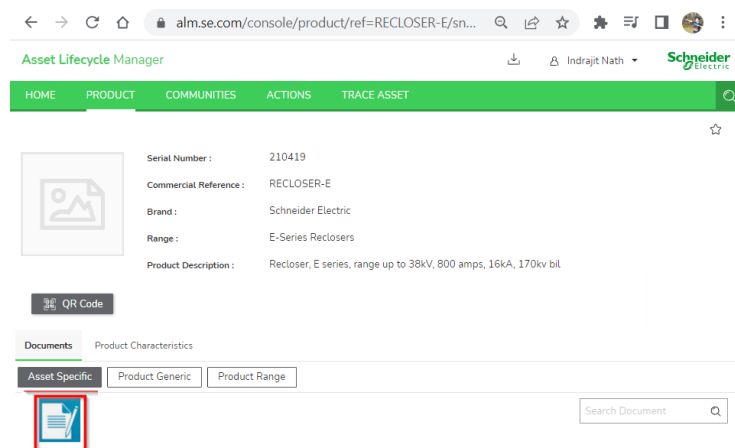 alm.se.com/console/product/ref=RECLOSER-E/sn...
Asset Lifecycle Manager
Indrajit Nath
Schneider
Electric
HOME PRODUCT COMMUNITIES ACTIONS TRACE ASSET
Serial Number : 210419
Commercial Reference : RECLOSER-E
Brand : Schneider Electric
Range : E-Series Reclosers
Product Description : Recloser, E series, range up to 38kV, 800 amps, 16kA, 170kv bil
QR Code
Documents Product Characteristics
Asset Specific Product Generic Product Range
Search Document